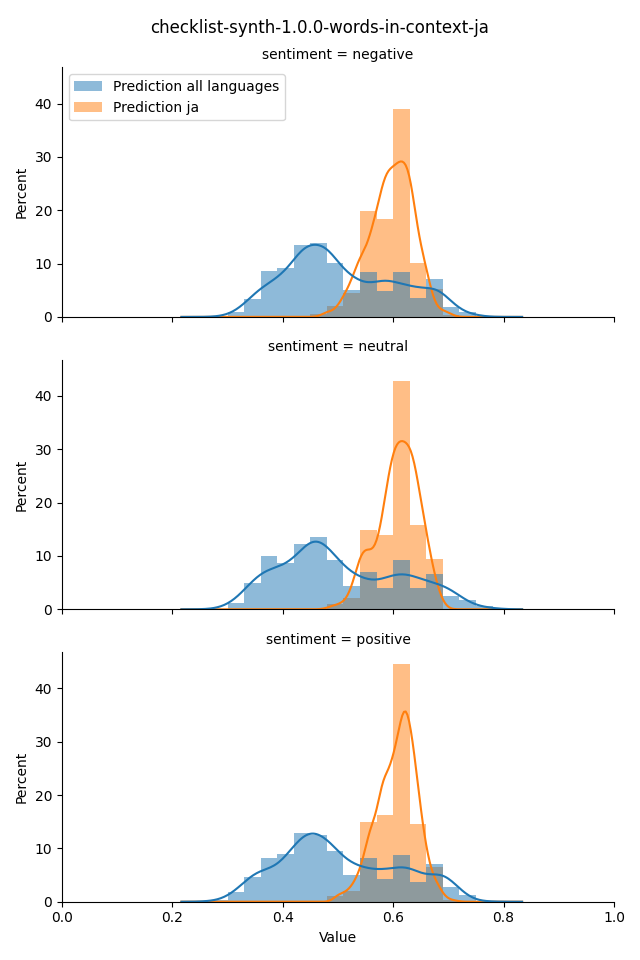 checklist-synth-1.0.0-words-in-context-ja
sentiment = negative
Prediction all languages
Prediction ja
40
30
20
10
0
Percent
sentiment = neutral
40
30
20
10
0
Percent
sentiment = positive
40
30
20
10
0
Percent
0.0 0.2 0.4 0.6 0.8 1.0
Value